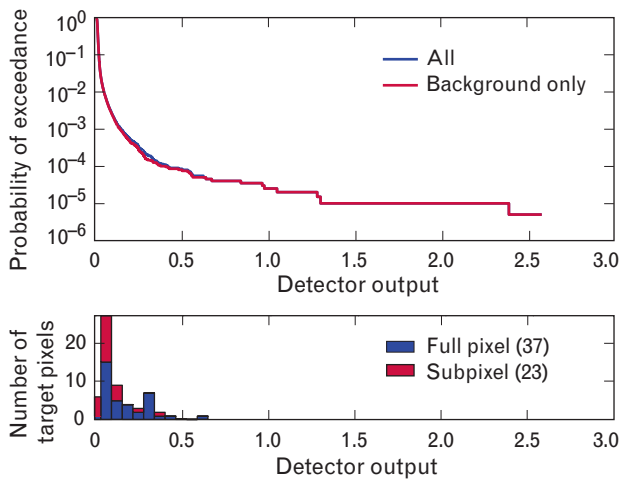 Probability of exceedance
10^0
10^−1
10^−2
10^−3
10^−4
10^−5
10^−6
All
Background only
0 0.5 1.0 1.5 2.0 2.5 3.0
Detector output
Number of
target pixels
20
10
0
Full pixel (37)
Subpixel (23)
0 0.5 1.0 1.5 2.0 2.5 3.0
Detector output